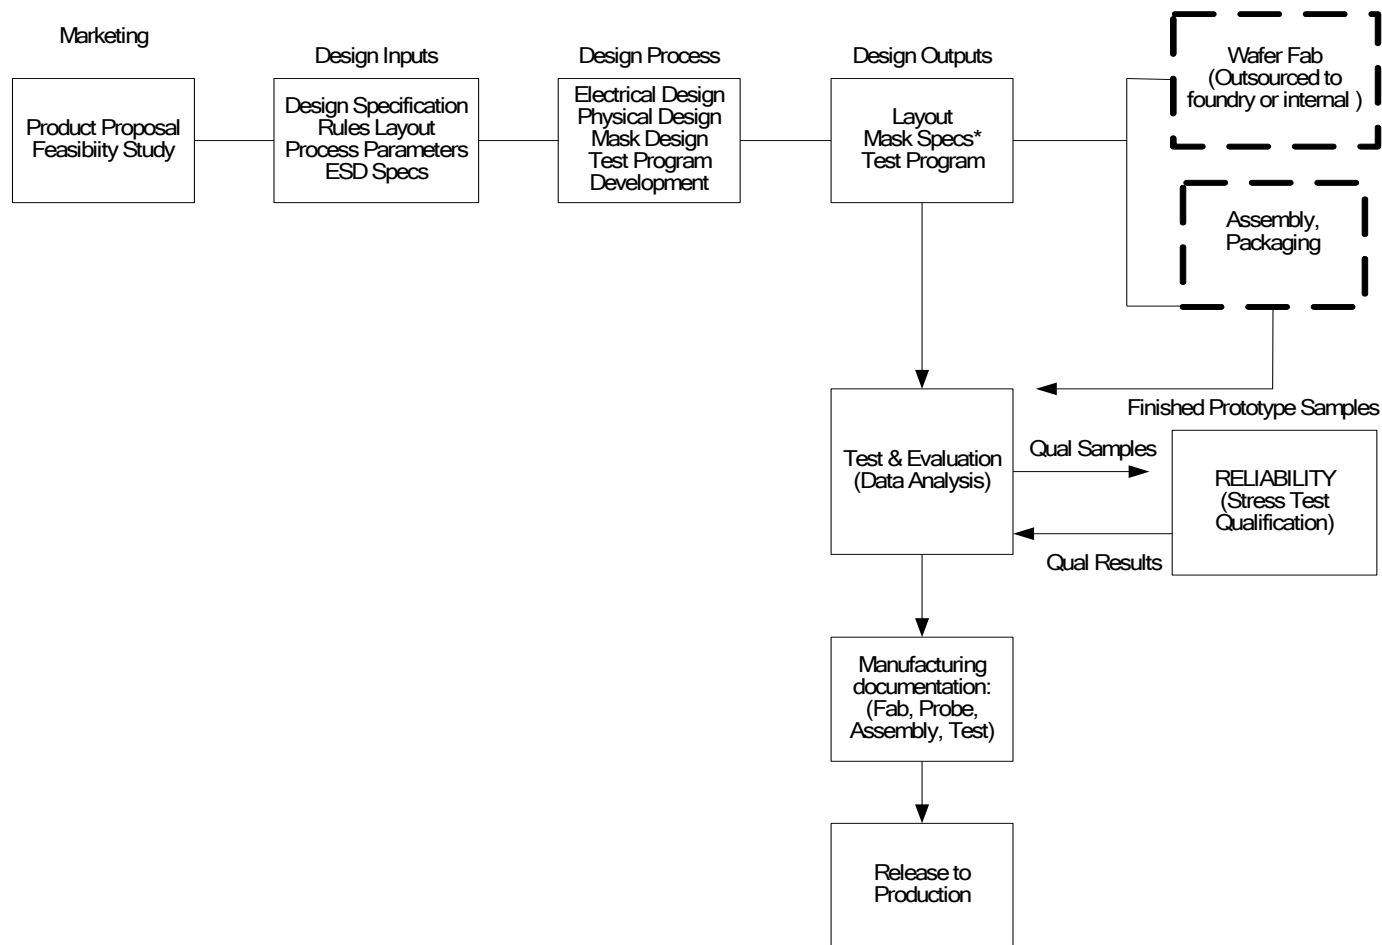 Marketing
Product Proposal
Feasibiity Study
Design Inputs
Design Specification
Rules Layout
Process Parameters
ESD Specs
Design Process
Electrical Design
Physical Design
Mask Design
Test Program
Development
Design Outputs
Layout
Mask Specs*
Test Program
Wafer Fab
(Outsourced to
foundry or internal )
Assembly,
Packaging
Finished Prototype Samples
Test & Evaluation
(Data Analysis)
Qual Samples
RELIABILITY
(Stress Test
Qualification)
Qual Results
Manufacturing
documentation:
(Fab, Probe,
Assembly, Test)
Release to
Production